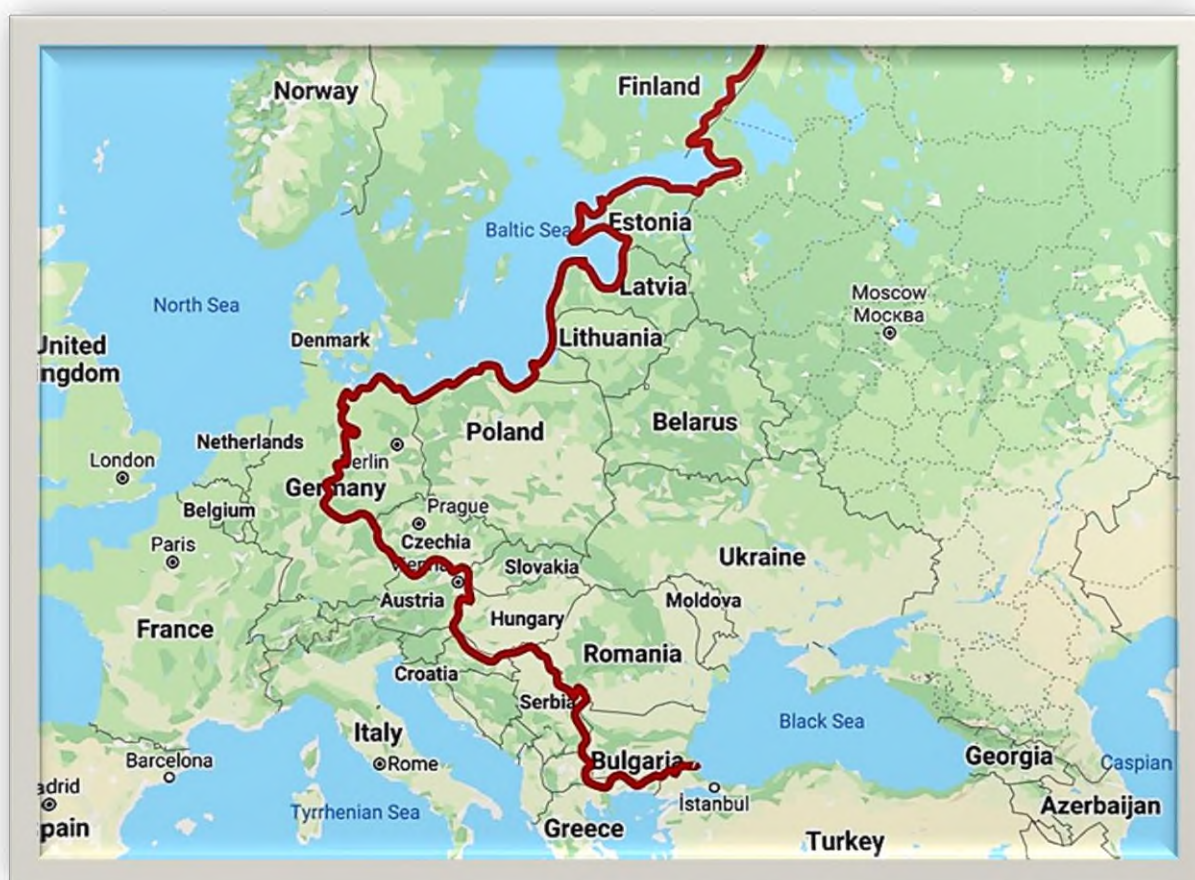 Norway
Finland
Baltic Sea
Estonia
North Sea
Latvia
Moscow
Москва
Denmark
Lithuania
United
ngdom
Belarus
Poland
Netherlands
London
erlin
Germany
Belgium
Prague
Paris
Czechia
Ukraine
Slovakia
Austria
Moldova
Hungary
France
Romania
Croatia
Serbia
Black Sea
Italy
Bulgaria
Georgia
Barcelona
Rome
Caspian
adrid
İstanbul
Azerbaijan
Tyrrhenian Sea
pain
Greece
Turkey